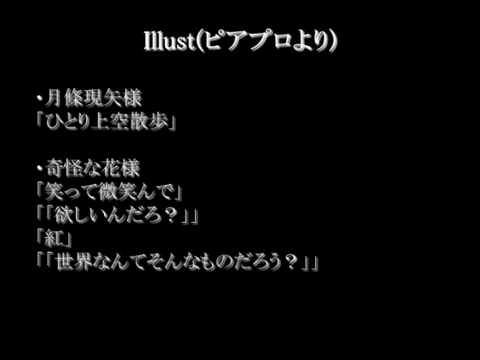 Illust(ピアプロより)
・月條現矢様
「ひとり上空散歩」
・奇怪な花様
「笑って微笑んで」
「「欲しいんだろ？」」
「紅」
「「世界なんてそんなものだろう？」」